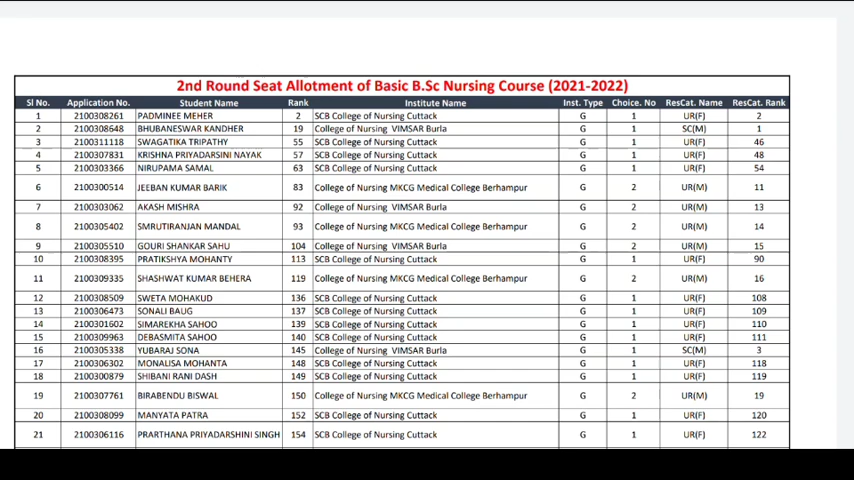 2nd Round Seat Allotment of Basic B.Sc Nursing Course (2021-2022)
Sl No. Application No. Student Name Rank Institute Name Inst. Type Choice. No ResCat. Name ResCat. Rank
1 2100308261 PADMINEE MEHER 2 SCB College of Nursing Cuttack G 1 UR(F) 2
2 2100308648 BHUBANESWAR KANDHER 19 College of Nursing VIMSAR Burla G 1 SC(M) 1
3 2100311118 SWAGATIKA TRIPATHY 55 SCB College of Nursing Cuttack G 1 UR(F) 46
4 2100307831 KRISHNA PRIYADARSINI NAYAK 57 SCB College of Nursing Cuttack G 1 UR(F) 48
5 2100303366 NIRUPAMA SAMAL 63 SCB College of Nursing Cuttack G 1 UR(F) 54
6 2100300514 JEEBAN KUMAR BARIK 83 College of Nursing MKCG Medical College Berhampur G 2 UR(M) 11
7 2100303062 AKASH MISHRA 92 College of Nursing VIMSAR Burla G 2 UR(M) 13
8 2100305402 SMRUTIRANJAN MANDAL 93 College of Nursing MKCG Medical College Berhampur G 2 UR(M) 14
9 2100305510 GOURI SHANKAR SAHU 104 College of Nursing VIMSAR Burla G 2 UR(M) 15
10 2100308395 PRATIKSHYA MOHANTY 113 SCB College of Nursing Cuttack G 1 UR(F) 90
11 2100309335 SHASHWAT KUMAR BEHERA 119 College of Nursing MKCG Medical College Berhampur G 2 UR(M) 16
12 2100308509 SWETA MOHAKUD 136 SCB College of Nursing Cuttack G 1 UR(F) 108
13 2100306473 SONALI BAUG 137 SCB College of Nursing Cuttack G 1 UR(F) 109
14 2100301602 SIMAREKHA SAHOO 139 SCB College of Nursing Cuttack G 1 UR(F) 110
15 2100309963 DEBASMITA SAHOO 140 SCB College of Nursing Cuttack G 1 UR(F) 111
16 2100305338 YUBARAJ SONA 145 College of Nursing VIMSAR Burla G 1 SC(M) 3
17 2100306302 MONALISA MOHANTA 148 SCB College of Nursing Cuttack G 1 UR(F) 118
18 2100300879 SHIBANI RANI DASH 149 SCB College of Nursing Cuttack G 1 UR(F) 119
19 2100307761 BIRABENDU BISWAL 150 College of Nursing MKCG Medical College Berhampur G 2 UR(M) 19
20 2100308099 MANYATA PATRA 152 SCB College of Nursing Cuttack G 1 UR(F) 120
21 2100306116 PRARTHANA PRIYADARSHINI SINGH 154 SCB College of Nursing Cuttack G 1 UR(F) 122